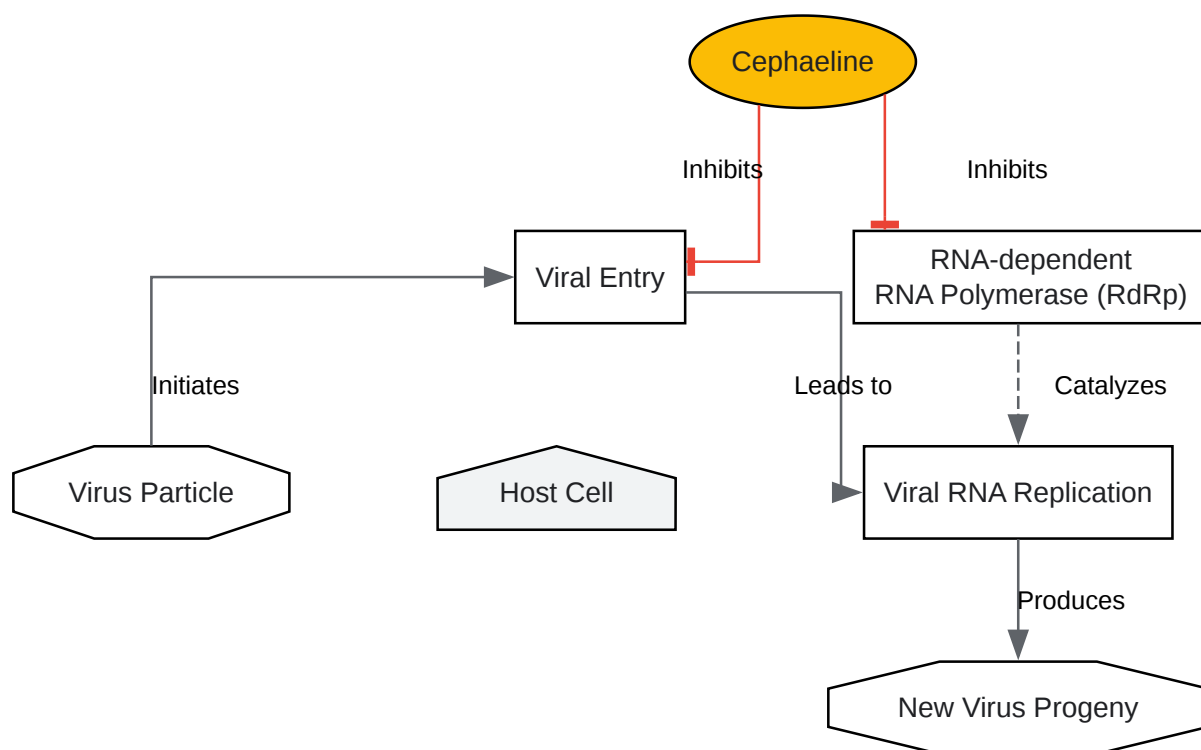 Cephaeline
Inhibits
Inhibits
Viral Entry
RNA-dependent
RNA Polymerase (RdRp)
Initiates
Leads to
Catalyzes
Virus Particle
Host Cell
Viral RNA Replication
Produces
New Virus Progeny